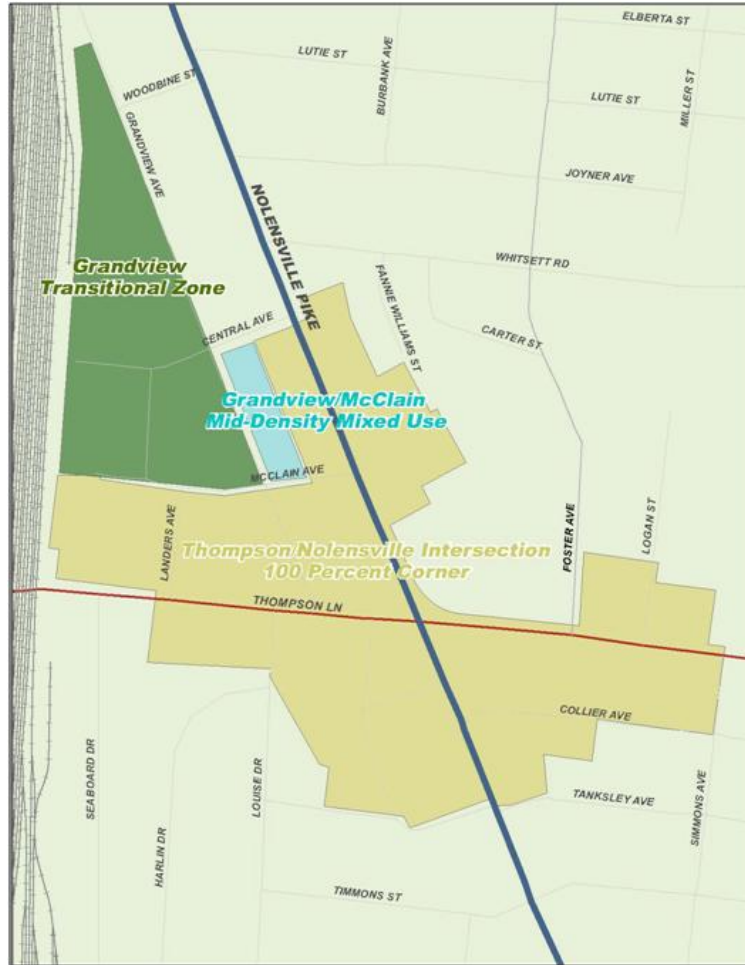 ELBERTA ST
LUTIE ST
BURBANK AVE
MILLER ST
WOODBINE ST
LUTIE ST
GRANDVIEW AVE
JOYNER AVE
NOLENSVILLE PIKE
WHITSETT RD
Grandview
Transitional Zone
FANNIE WILLIAMS ST
CENTRAL AVE
CARTER ST
Grandview/McClain
Mid-Density Mixed Use
MCCLAIN AVE
LANDERS AVE
FOSTER AVE
LOGAN ST
Thompson Nolensville Intersection
100 Percent Corner
THOMPSON LN
COLLIER AVE
SEABOARD DR
HARLIN DR
LOUISE DR
TANKSLEY AVE
SIMMONS AVE
TIMMONS ST